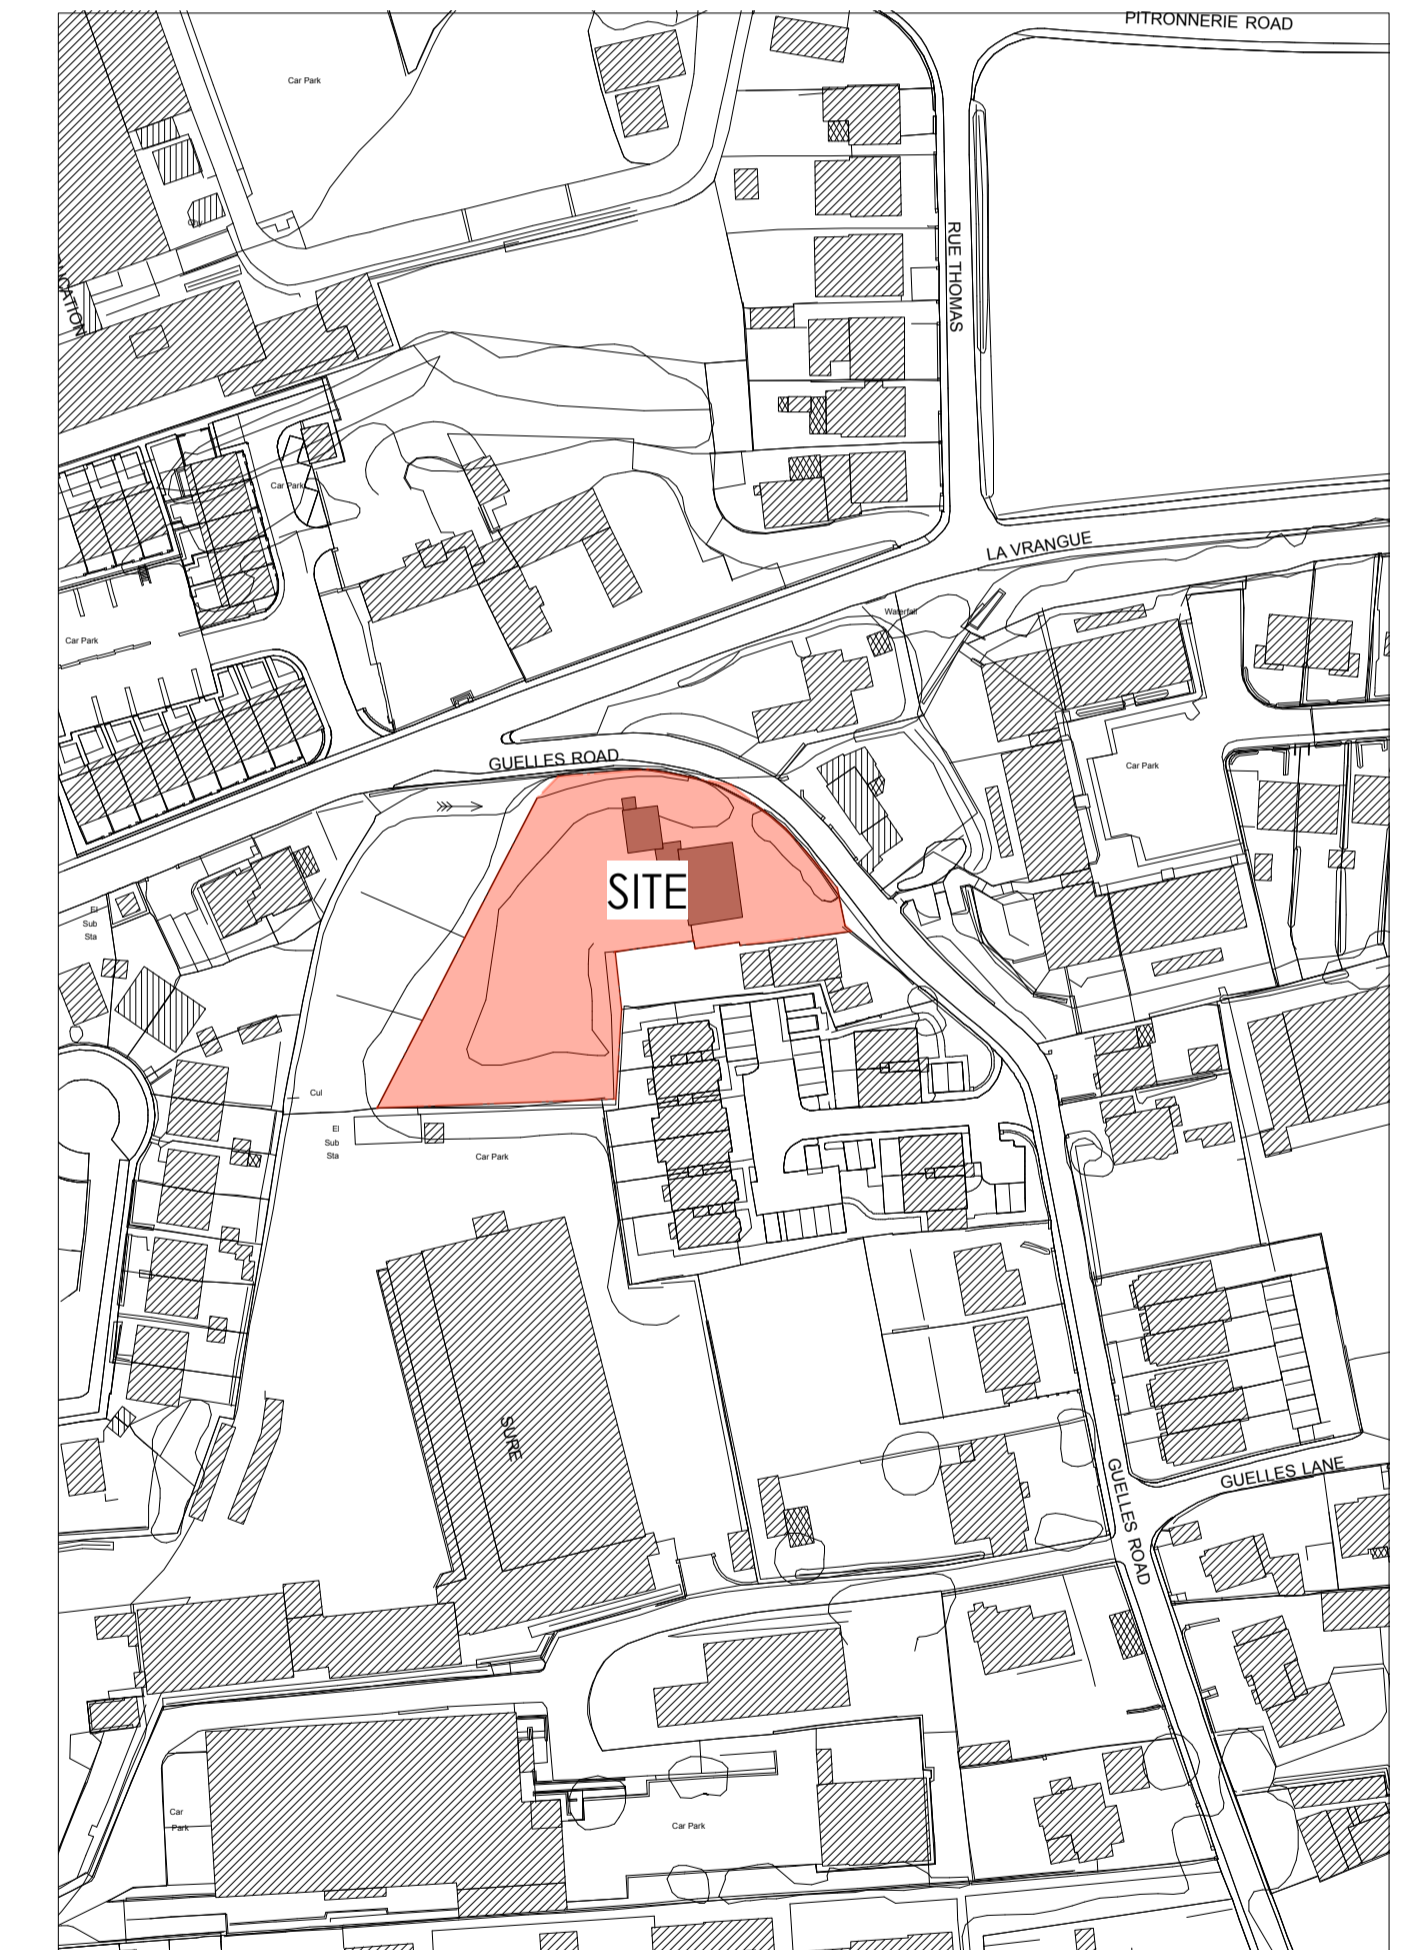 PITRONNERIE ROAD
Car Park
RUE THOMAS
Car Park
LA VRANGUE
Waterfall
Car Park
GUELLES ROAD
Car Park
SITE
El
Sub
Sta
Cul
El
Sub
Sta
Car Park
SURE
GUELLES ROAD
GUELLES LANE
Car
Park
Car Park